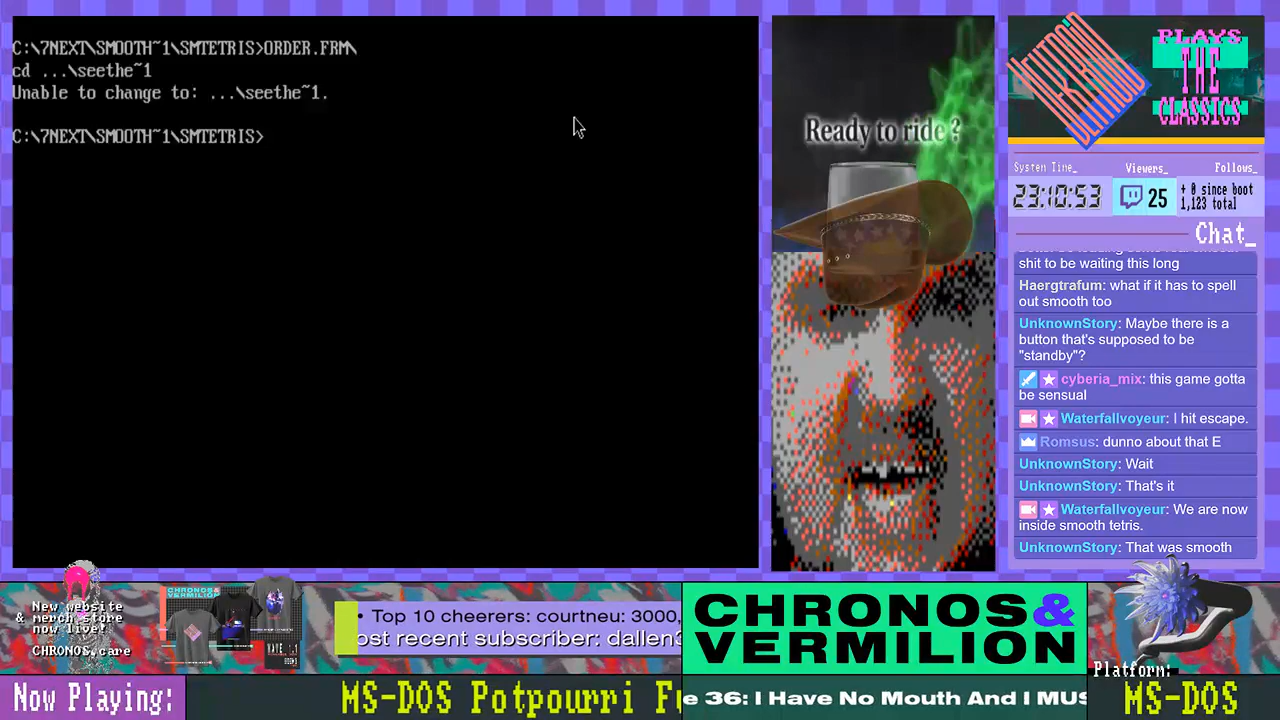 C:\7NEXT\SMOOTH~1\SMTETRIS>ORDER.FRM\
cd ...\seethe~1
Unable to change to: ...\seethe~1.
C:\7NEXT\SMOOTH~1\SMTETRIS>
Ready to ride ?
PLAYS
THE
CLASSICS
System Time_
Viewers_
Follows_
23:10:53
25
+ 0 since boot
1,123 total
Chat_
shit to be waiting this long
Haergtrafum: what if it has to spell
out smooth too
UnknownStory: Maybe there is a
button that's supposed to be
"standby"?
cyberia_mix: this game gotta
be sensual
Waterfallvoyeur: I hit escape.
Romsus: dunno about that E
UnknownStory: Wait
UnknownStory: That's it
Waterfallvoyeur: We are now
inside smooth tetris.
UnknownStory: That was smooth
New website
& merch store
now live!
CHRONOS.care
• Top 10 cheerers: courtneu: 3000,
ost recent subscriber: dallen3
CHRONOS&
VERMILION
Platform:
MS-DOS
Now Playing:
MS-DOS Potpourri Fu
e 36: I Have No Mouth And I MUS